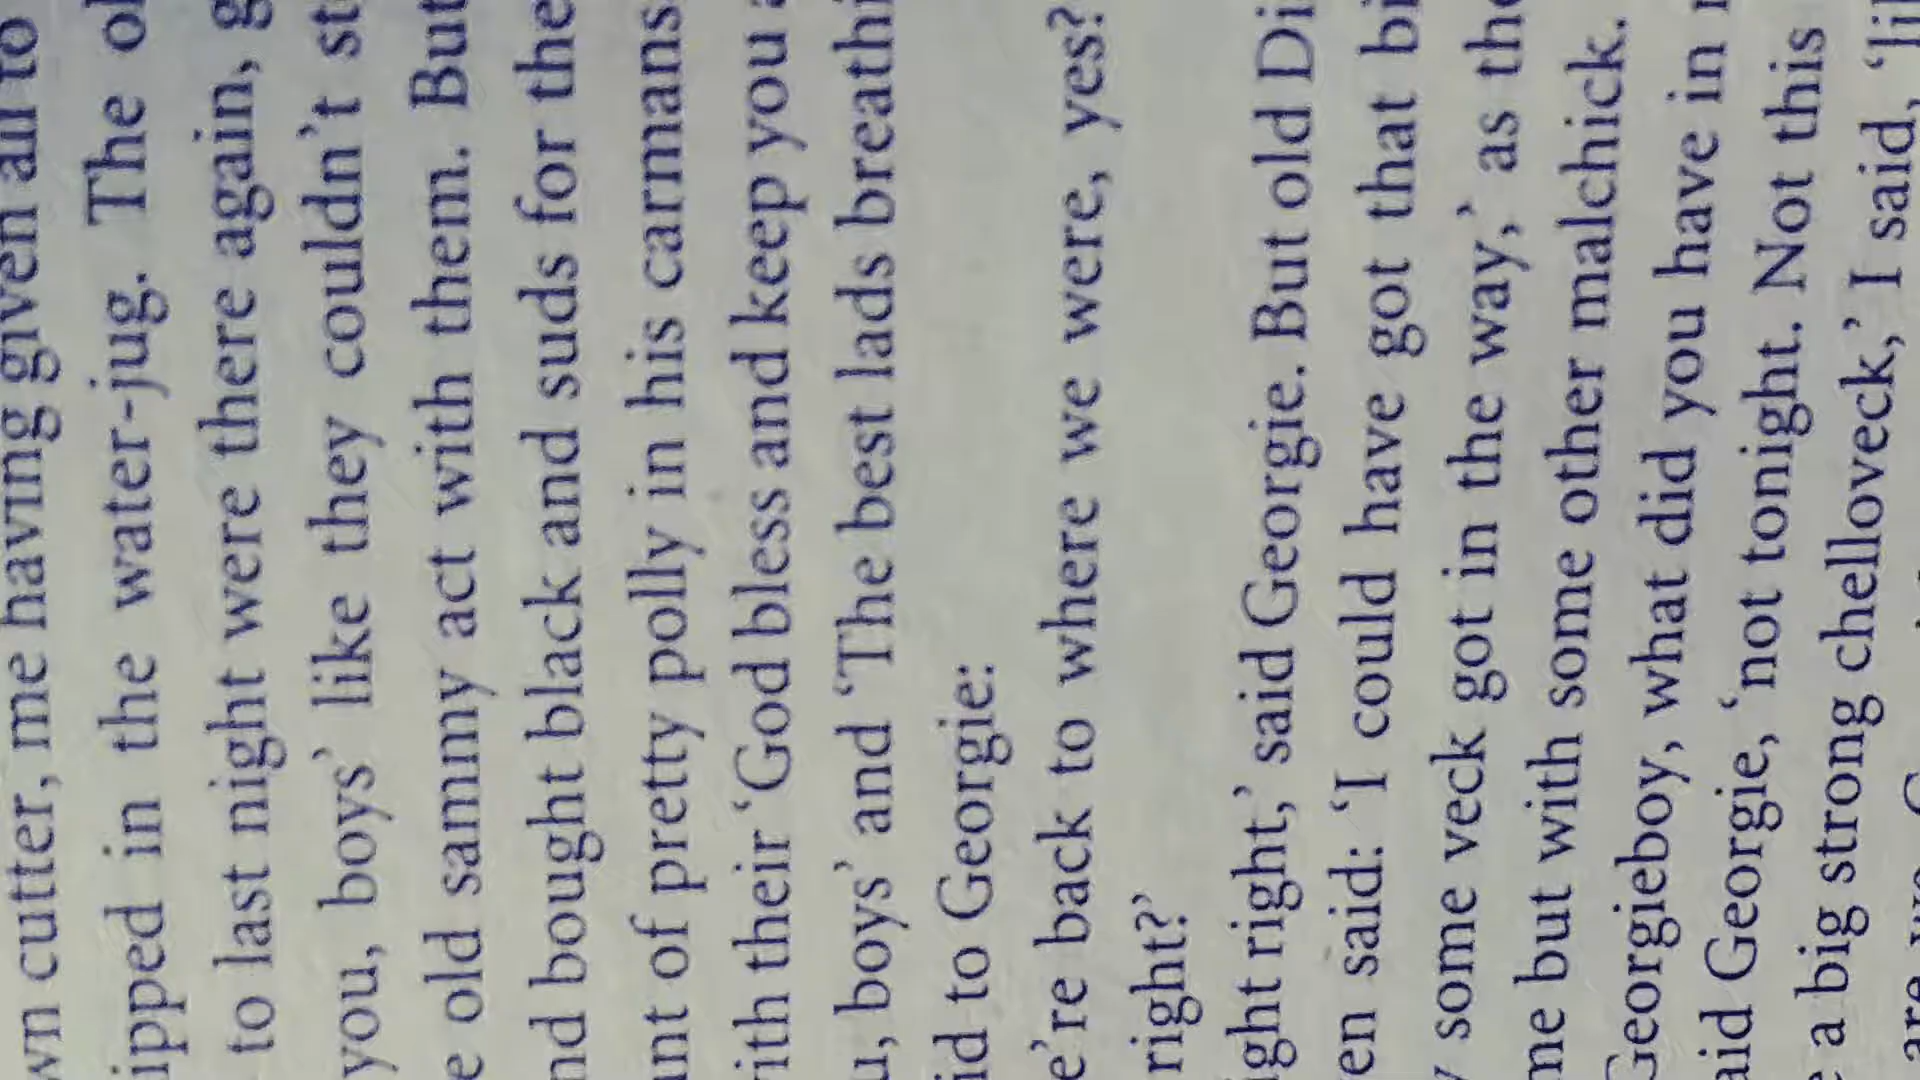 wn cutter, me having given all to
ipped in the water-jug. The ol
to last night were there again, g
you, boys’ like they couldn’t st
e old sammy act with them. But
nd bought black and suds for the
unt of pretty polly in his carmans
ith their ‘God bless and keep you a
u, boys’ and ‘The best lads breathi
id to Georgie:
e’re back to where we were, yes?
right?’
ight right,’ said Georgie. But old Di
en said: ‘I could have got that bi
y some veck got in the way,’ as the
me but with some other malchick.
Georgieboy, what did you have in
aid Georgie, ‘not tonight. Not this
e a big strong chelloveck,’ I said, ‘li